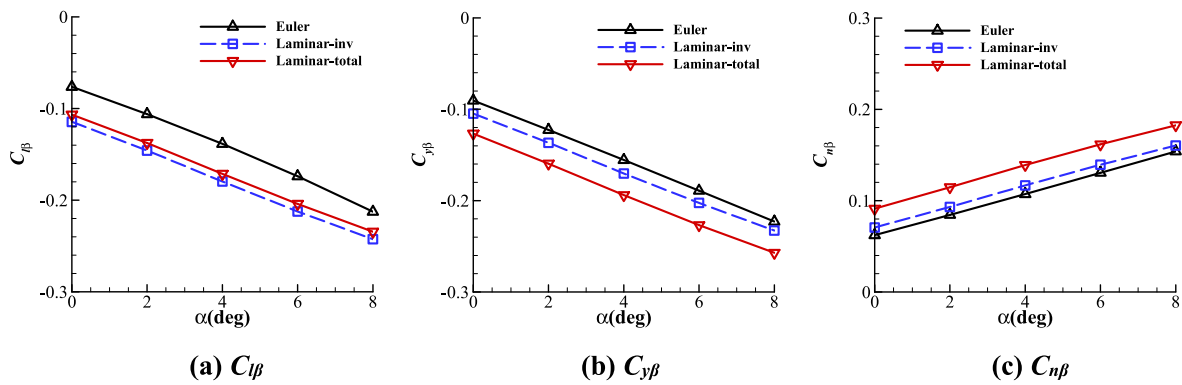 0
-0.1
-0.2
-0.3
C_lβ
Euler
Laminar-inv
Laminar-total
0 2 4 6 8
α(deg)
(a) C_lβ
0
-0.1
-0.2
-0.3
C_yβ
Euler
Laminar-inv
Laminar-total
0 2 4 6 8
α(deg)
(b) C_yβ
0.3
0.2
0.1
0
C_nβ
Euler
Laminar-inv
Laminar-total
0 2 4 6 8
α(deg)
(c) C_nβ